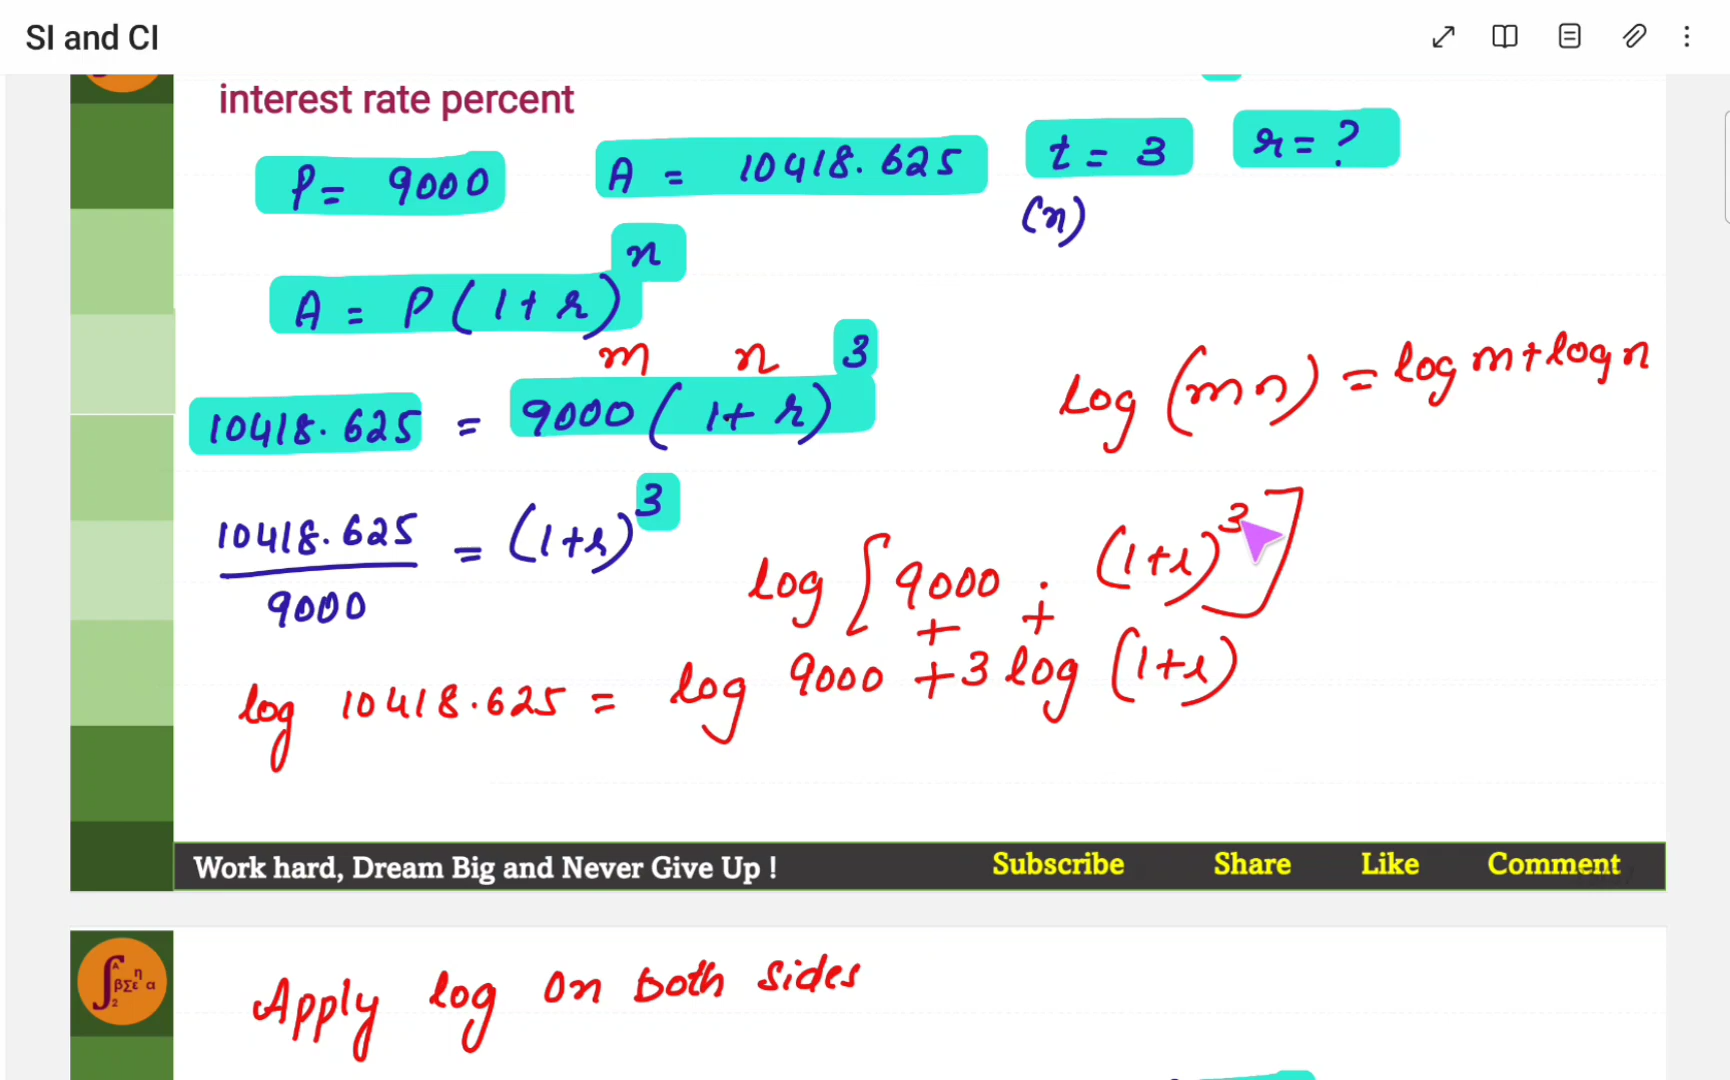 SI and CI
interest rate percent
P = 9000 A = 10418.625 t = 3 r = ?
(n)
A = P(1+r)^n
m n
10418.625 = 9000(1+r)^3
log(mn) = log m + log n
10418.625/9000 = (1+r)^3
log[9000 . (1+r)^3]
+ +
log 10418.625 = log 9000 + 3 log (1+r)
Work hard, Dream Big and Never Give Up ! Subscribe Share Like Comment
Apply log on both sides